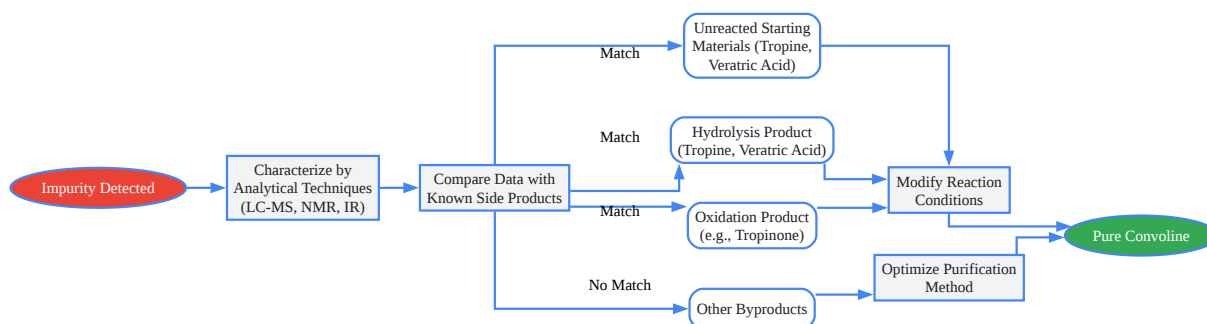 Impurity Detected
Characterize by
Analytical Techniques
(LC-MS, NMR, IR)
Compare Data with
Known Side Products
Match
Unreacted Starting
Materials (Tropine,
Veratric Acid)
Match
Hydrolysis Product
(Tropine, Veratric Acid)
Match
Oxidation Product
(e.g., Tropinone)
No Match
Other Byproducts
Modify Reaction
Conditions
Optimize Purification
Method
Pure Convoline